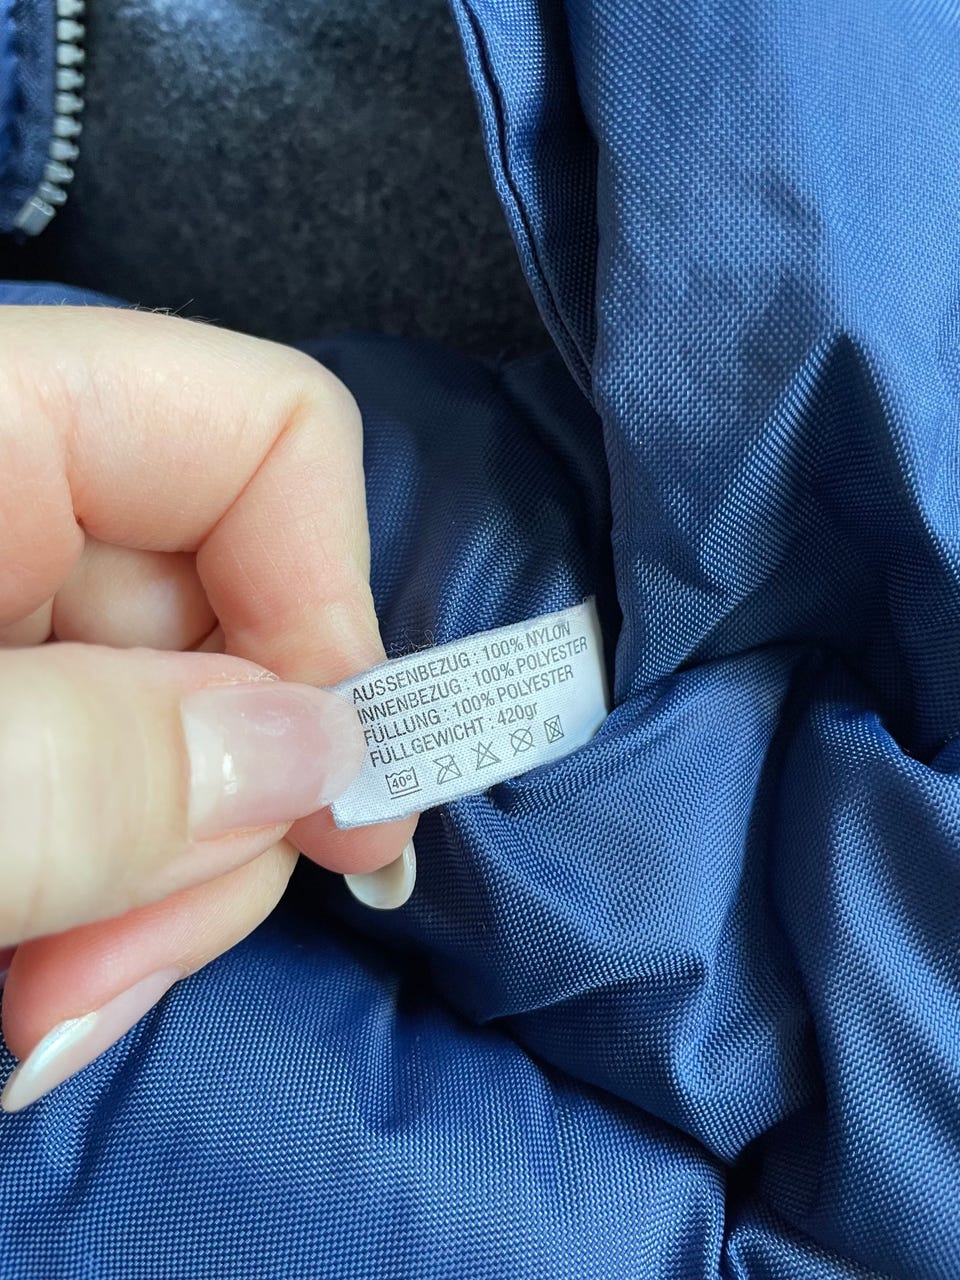 AUSSENBEZUG : 100% NYLON
INNENBEZUG : 100% POLYESTER
FÜLLUNG : 100% POLYESTER
FÜLLGEWICHT - 420gr
40°